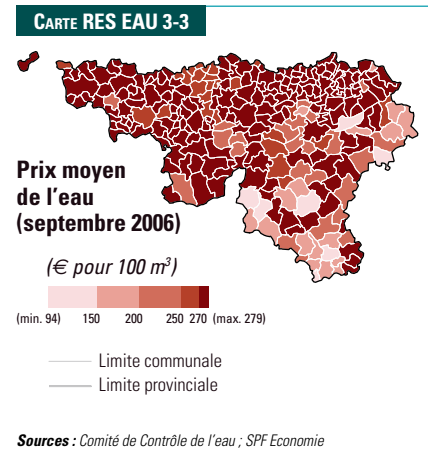 CARTE RES EAU 3-3
Prix moyen
de l'eau
(septembre 2006)
(€ pour 100 m³)
(min. 94) 150 200 250 270 (max. 279)
Limite communale
Limite provinciale
Sources : Comité de Contrôle de l'eau ; SPF Economie